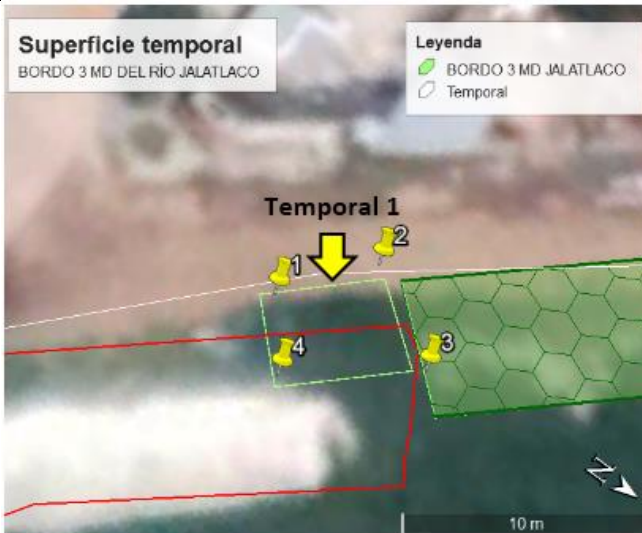 Superficie temporal
BORDO 3 MD DEL RÍO JALATLACO
Leyenda
BORDO 3 MD JALATLACO
Temporal
Temporal 1
1
2
3
4
N
10 m